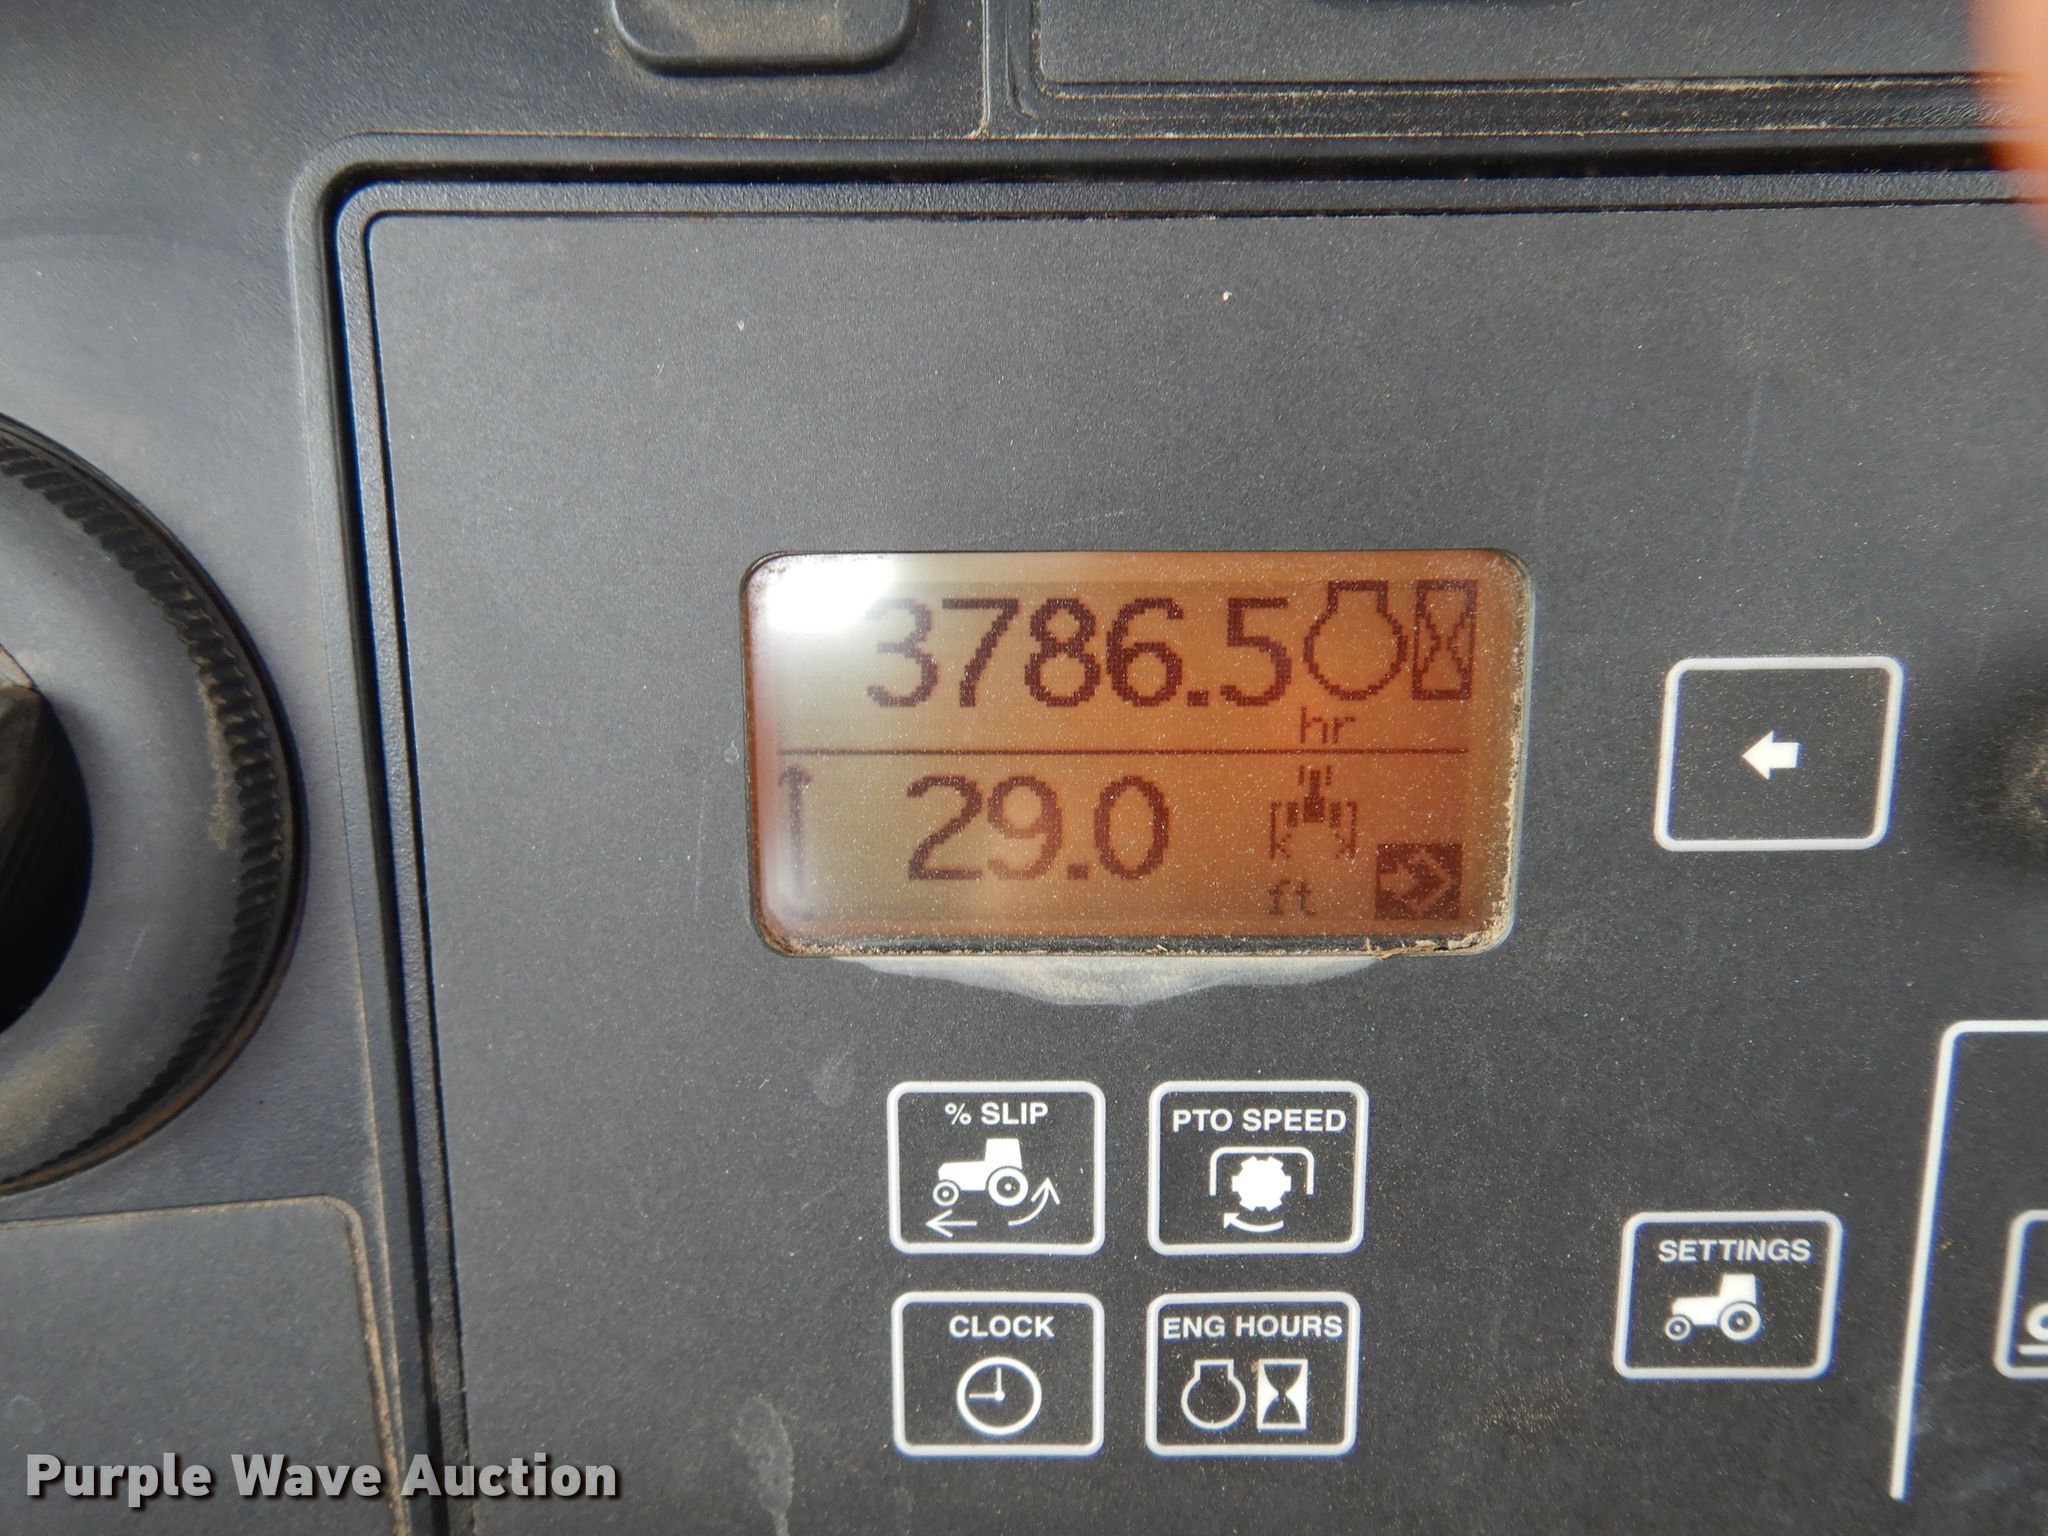 3786.5
hr
29.0
ft
% SLIP
PTO SPEED
CLOCK
ENG HOURS
SETTINGS
Purple Wave Auction